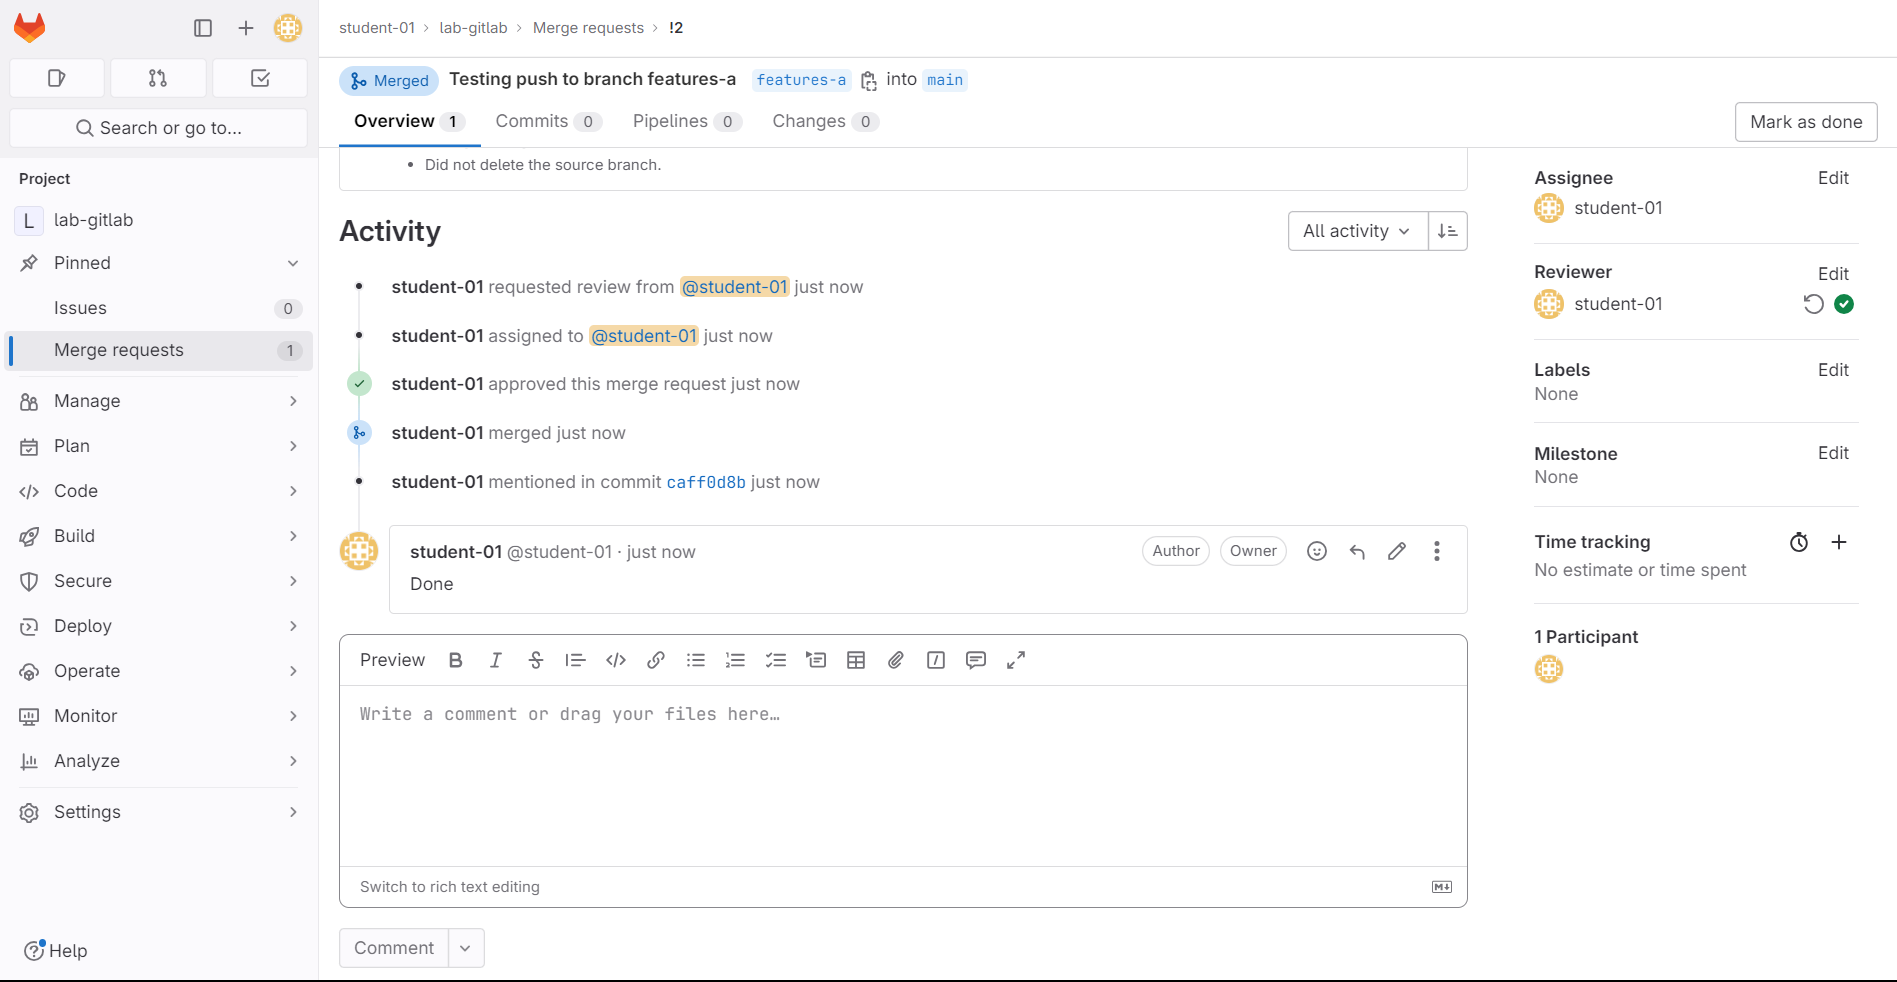 student-01 › lab-gitlab › Merge requests › !2
Merged Testing push to branch features-a features-a into main
Overview 1 Commits 0 Pipelines 0 Changes 0
Mark as done
Search or go to...
Project
L lab-gitlab
Pinned
Issues 0
Merge requests 1
Manage
Plan
Code
Build
Secure
Deploy
Operate
Monitor
Analyze
Settings
Help
• Did not delete the source branch.
Activity
All activity
student-01 requested review from @student-01 just now
student-01 assigned to @student-01 just now
student-01 approved this merge request just now
student-01 merged just now
student-01 mentioned in commit caff0d8b just now
student-01 @student-01 · just now
Author Owner
Done
Preview
Write a comment or drag your files here…
Switch to rich text editing
Comment
Assignee Edit
student-01
Reviewer Edit
student-01
Labels Edit
None
Milestone Edit
None
Time tracking
No estimate or time spent
1 Participant